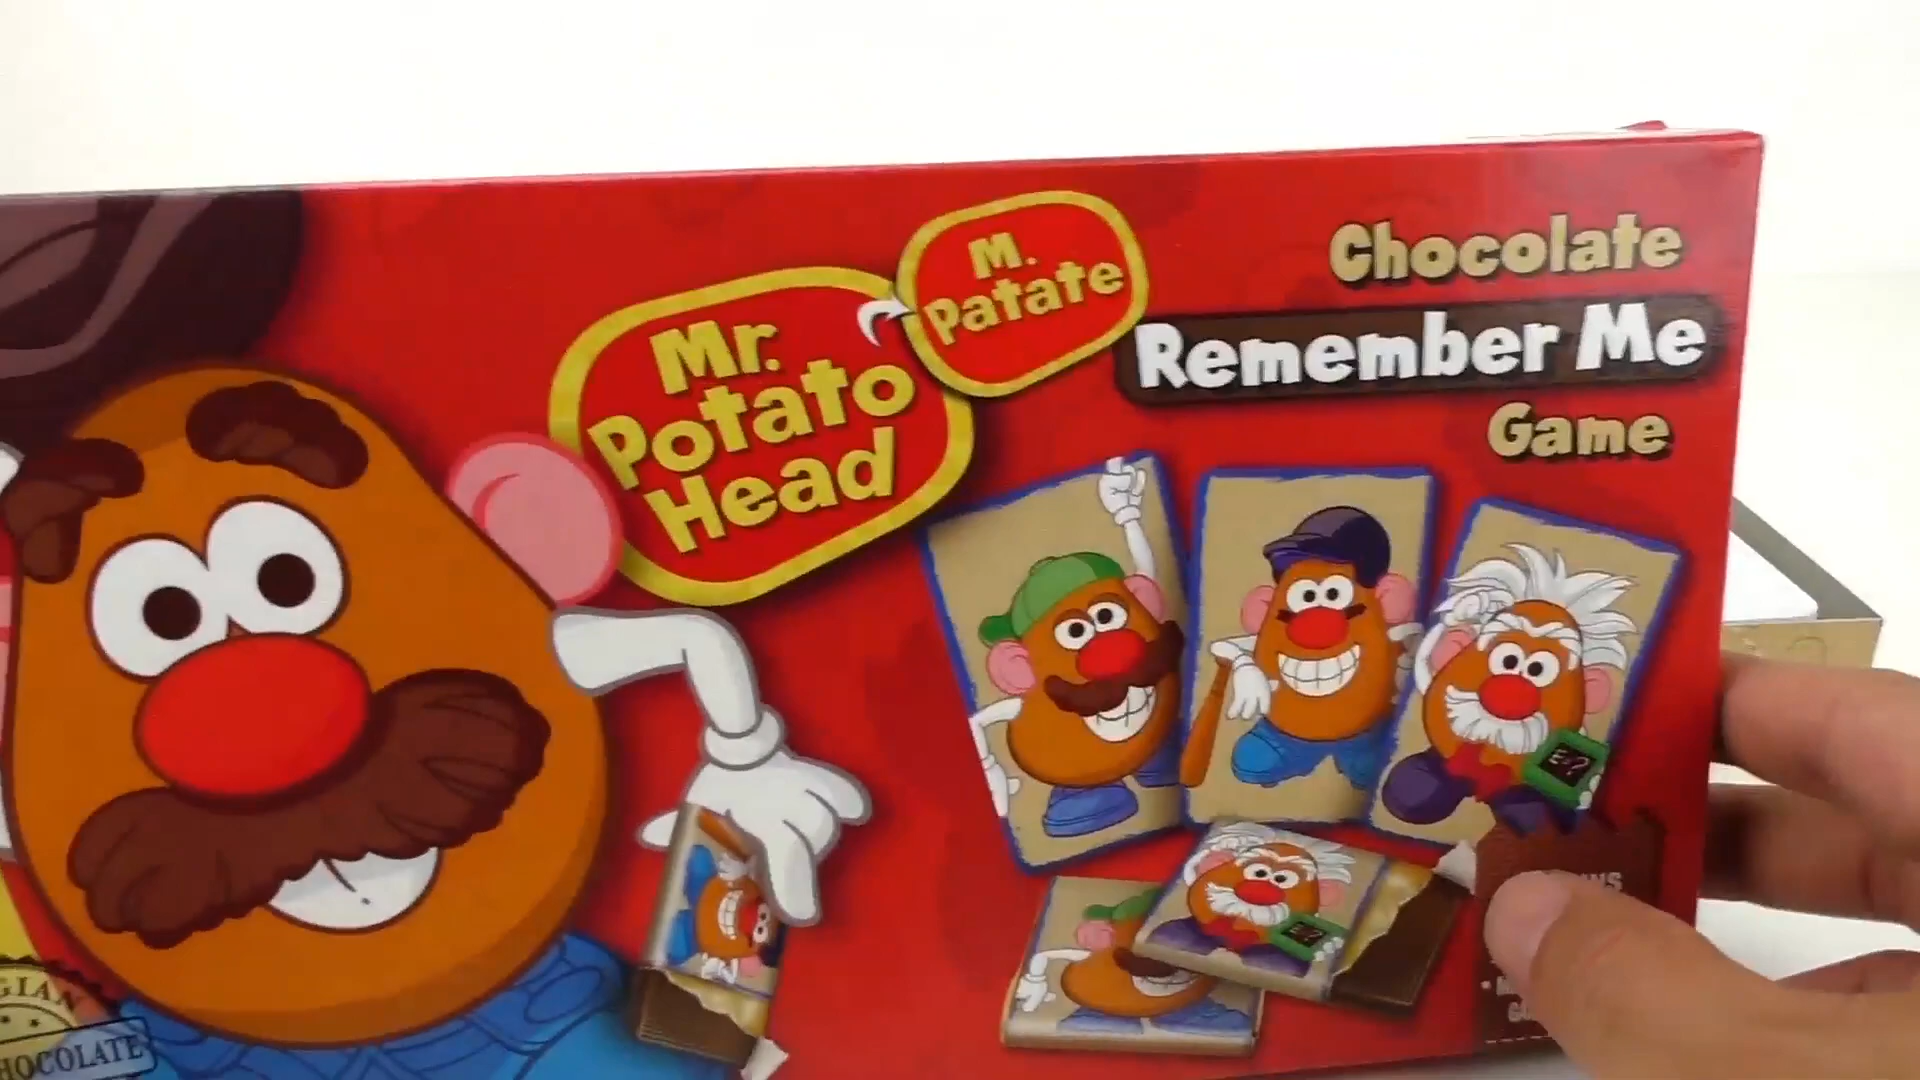 M.
Patate
Mr.
Potato
Head
Chocolate
Remember Me
Game
E=?
E=?
CHOCOLATE